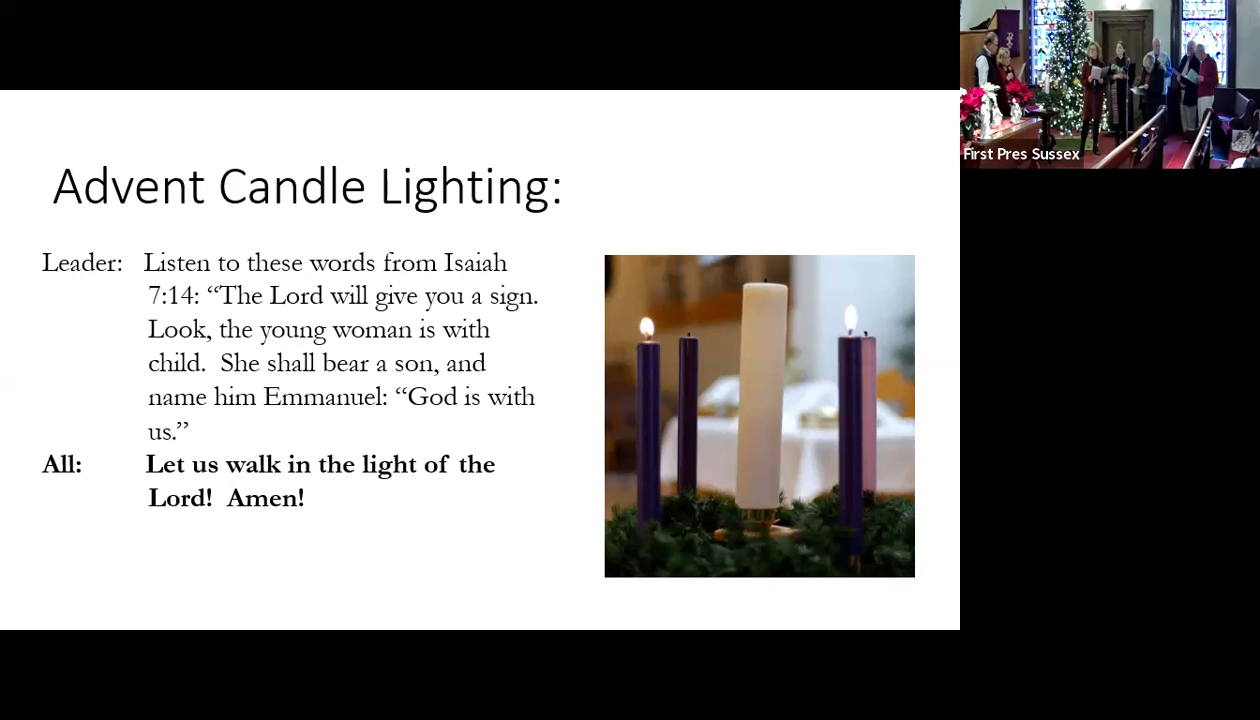 Advent Candle Lighting:
Leader: Listen to these words from Isaiah
7:14: “The Lord will give you a sign.
Look, the young woman is with
child. She shall bear a son, and
name him Emmanuel: “God is with
us.”
All: Let us walk in the light of the
Lord! Amen!
First Pres Sussex